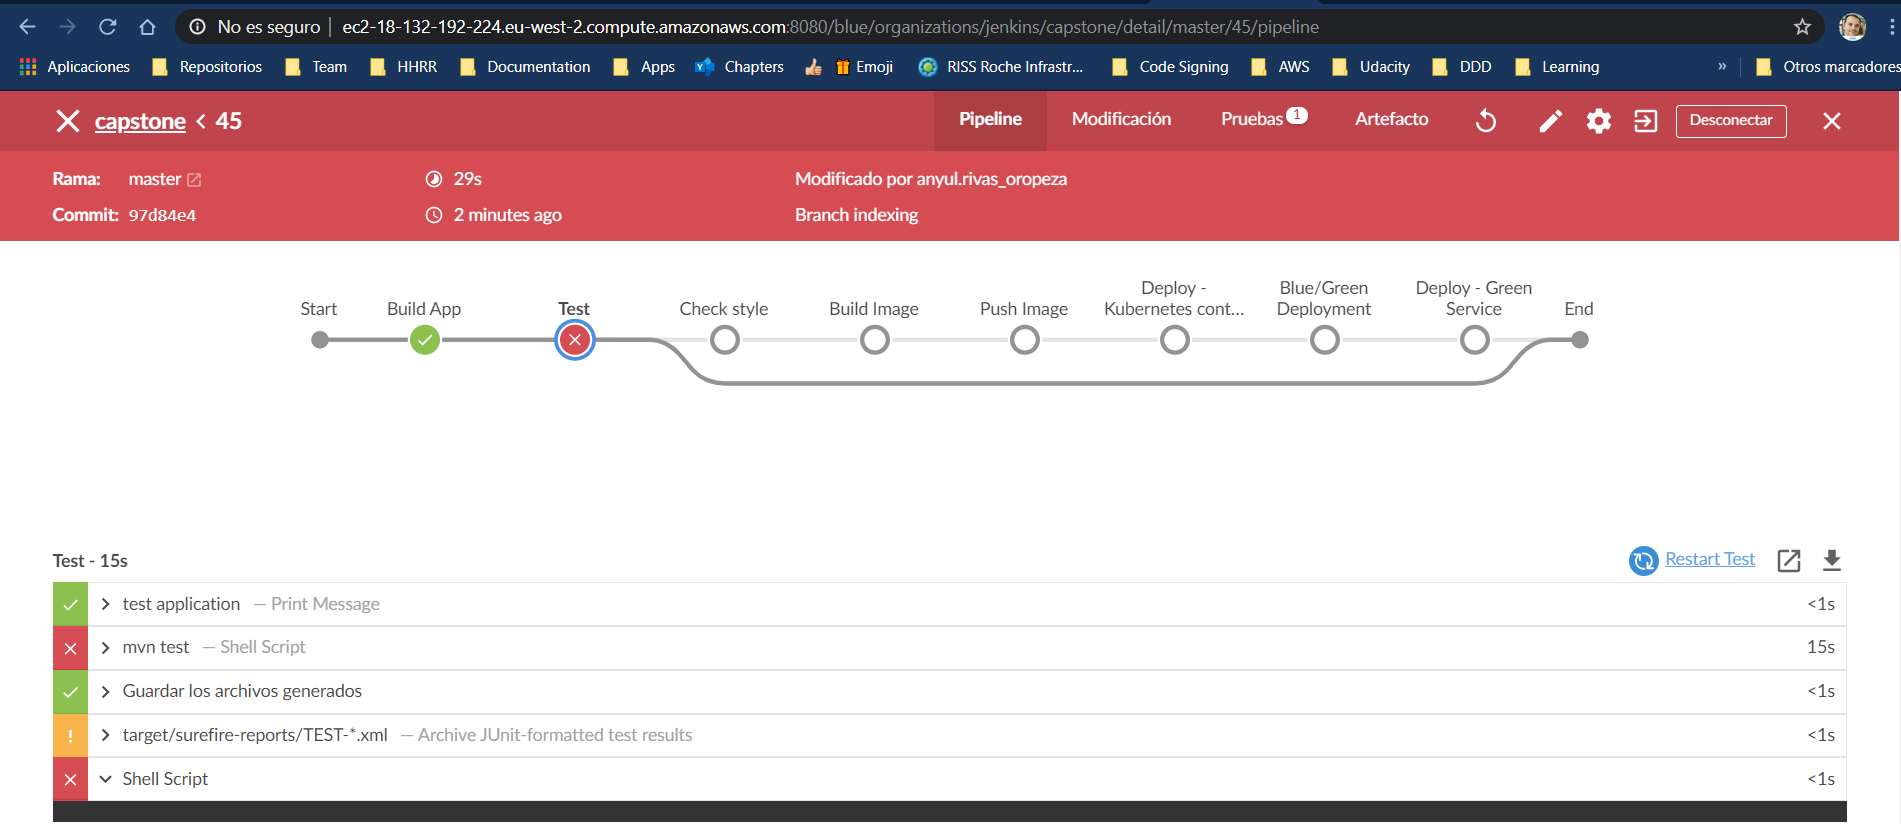 No es seguro ec2-18-132-192-224.eu-west-2.compute.amazonaws.com:8080/blue/organizations/jenkins/capstone/detail/master/45/pipeline
Aplicaciones Repositorios Team HHRR Documentation Apps Chapters Emoji RISS Roche Infrastr... Code Signing AWS Udacity DDD Learning » Otros marcadores
capstone < 45 Pipeline Modificación Pruebas 1 Artefacto Desconectar
Rama: master 29s Modificado por anyul.rivas_oropeza
Commit: 97d84e4 2 minutes ago Branch indexing
Start Build App Test Check style Build Image Push Image Deploy - Kubernetes cont... Blue/Green Deployment Deploy - Green Service End
Test - 15s Restart Test
test application — Print Message <1s
mvn test — Shell Script 15s
Guardar los archivos generados <1s
target/surefire-reports/TEST-*.xml — Archive JUnit-formatted test results <1s
Shell Script <1s